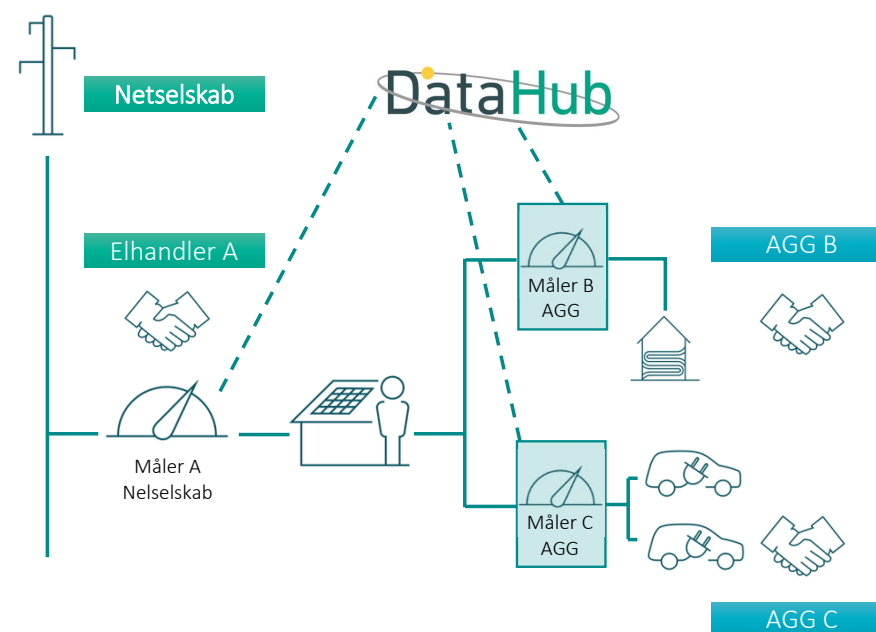 Netselskab
DataHub
Elhandler A
AGG B
Måler B
AGG
Måler A
Nelselskab
Måler C
AGG
AGG C